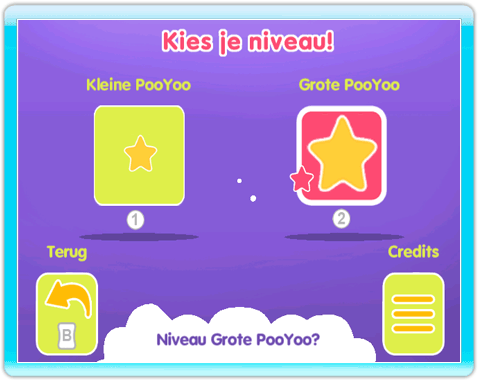 Kies je niveau!
Kleine PooYoo
Grote PooYoo
1
2
Terug
Credits
B
Niveau Grote PooYoo?